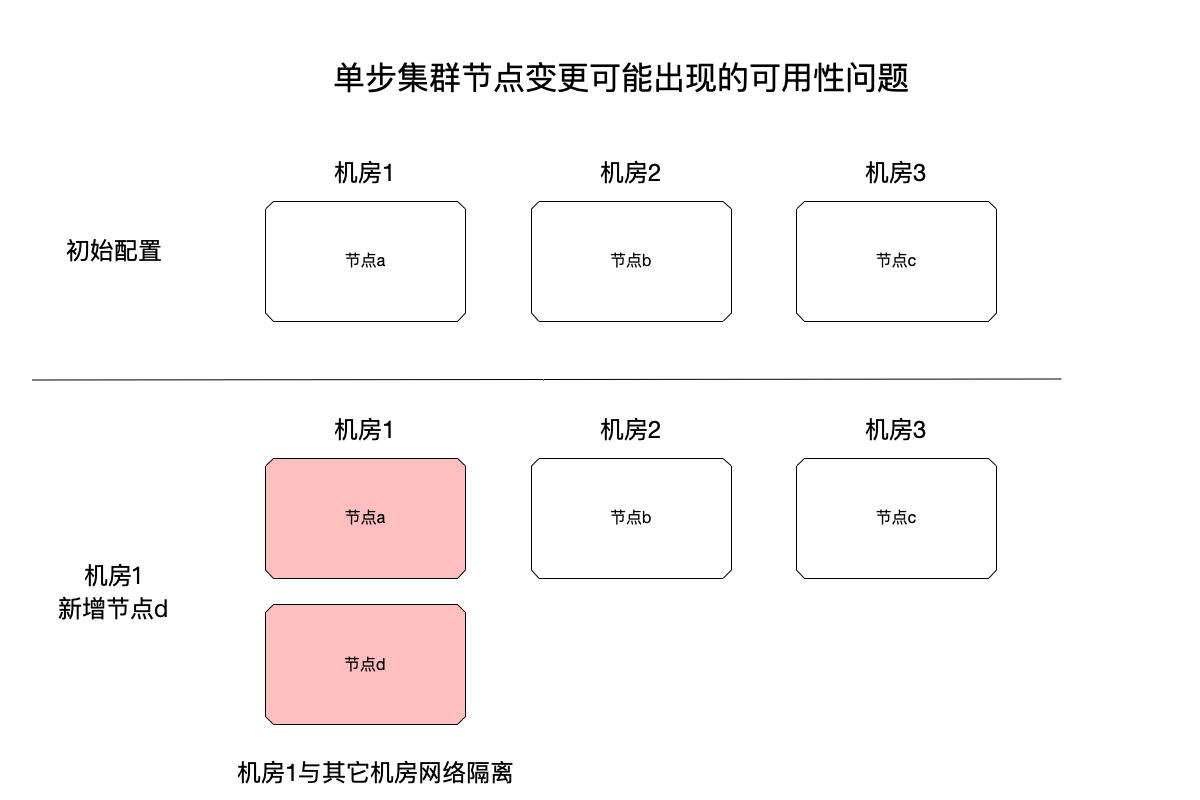 单步集群节点变更可能出现的可用性问题
机房1
机房2
机房3
初始配置
节点a
节点b
节点c
机房1
机房2
机房3
节点a
节点b
节点c
机房1
新增节点d
节点d
机房1与其它机房网络隔离